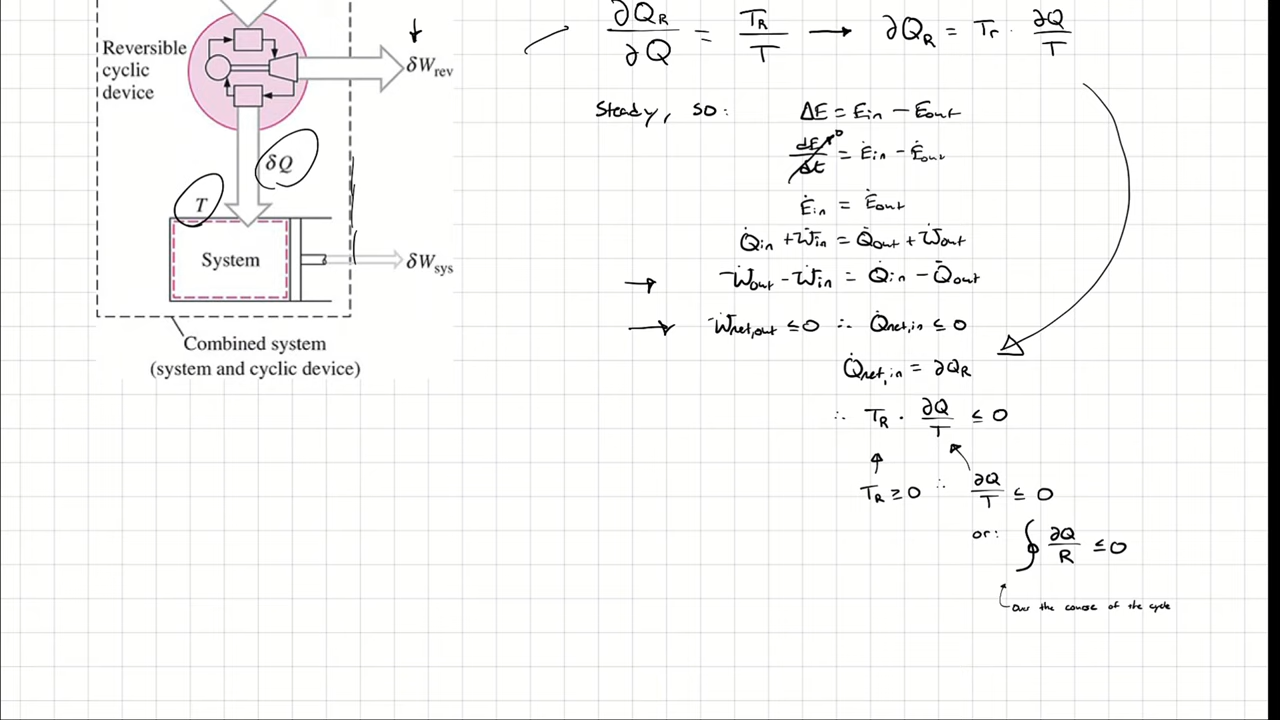 Reversible
cyclic
device
δW_rev
δQ
T
System
δW_sys
Combined system
(system and cyclic device)
∂Q_R / ∂Q = T_R / T → ∂Q_R = T_r · ∂Q / T
Steady, so: ΔE = E_in − E_out
dE / dt ↗0 = Ė_in − Ė_out
Ė_in = Ė_out
Q̇_in + Ẇ_in = Q̇_out + Ẇ_out
→ Ẇ_out − Ẇ_in = Q̇_in − Q̇_out
→ Ẇ_net,out ≤ 0 ∴ Q̇_net,in ≤ 0
Q̇_net,in = ∂Q_R
∴ T_R · ∂Q / T ≤ 0
T_R ≥ 0 ∴ ∂Q / T ≤ 0
or: ∮ ∂Q / R ≤ 0
Over the course of the cycle